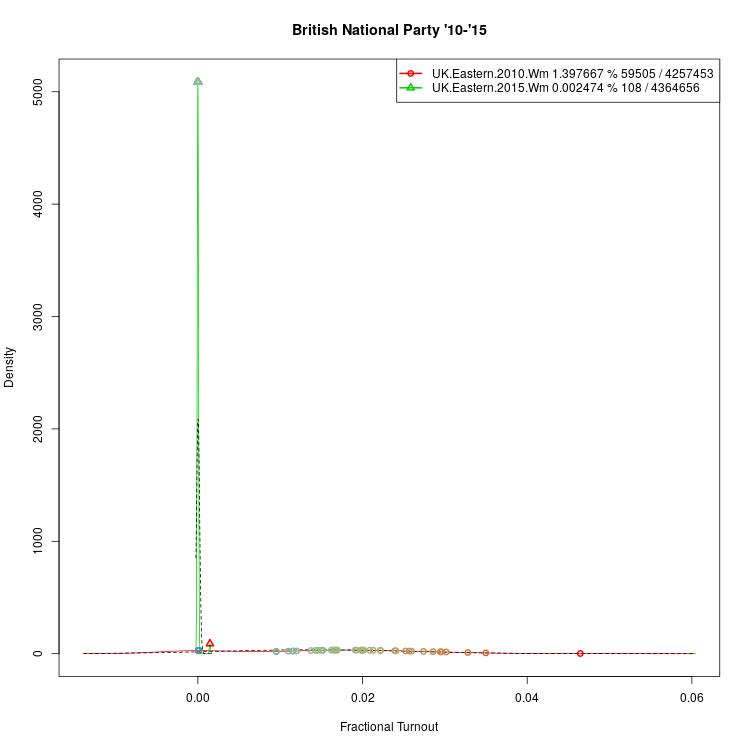 British National Party '10-'15
UK.Eastern.2010.Wm 1.397667 % 59505 / 4257453
UK.Eastern.2015.Wm 0.002474 % 108 / 4364656
5000
4000
3000
2000
1000
0
Density
0.00 0.02 0.04 0.06
Fractional Turnout